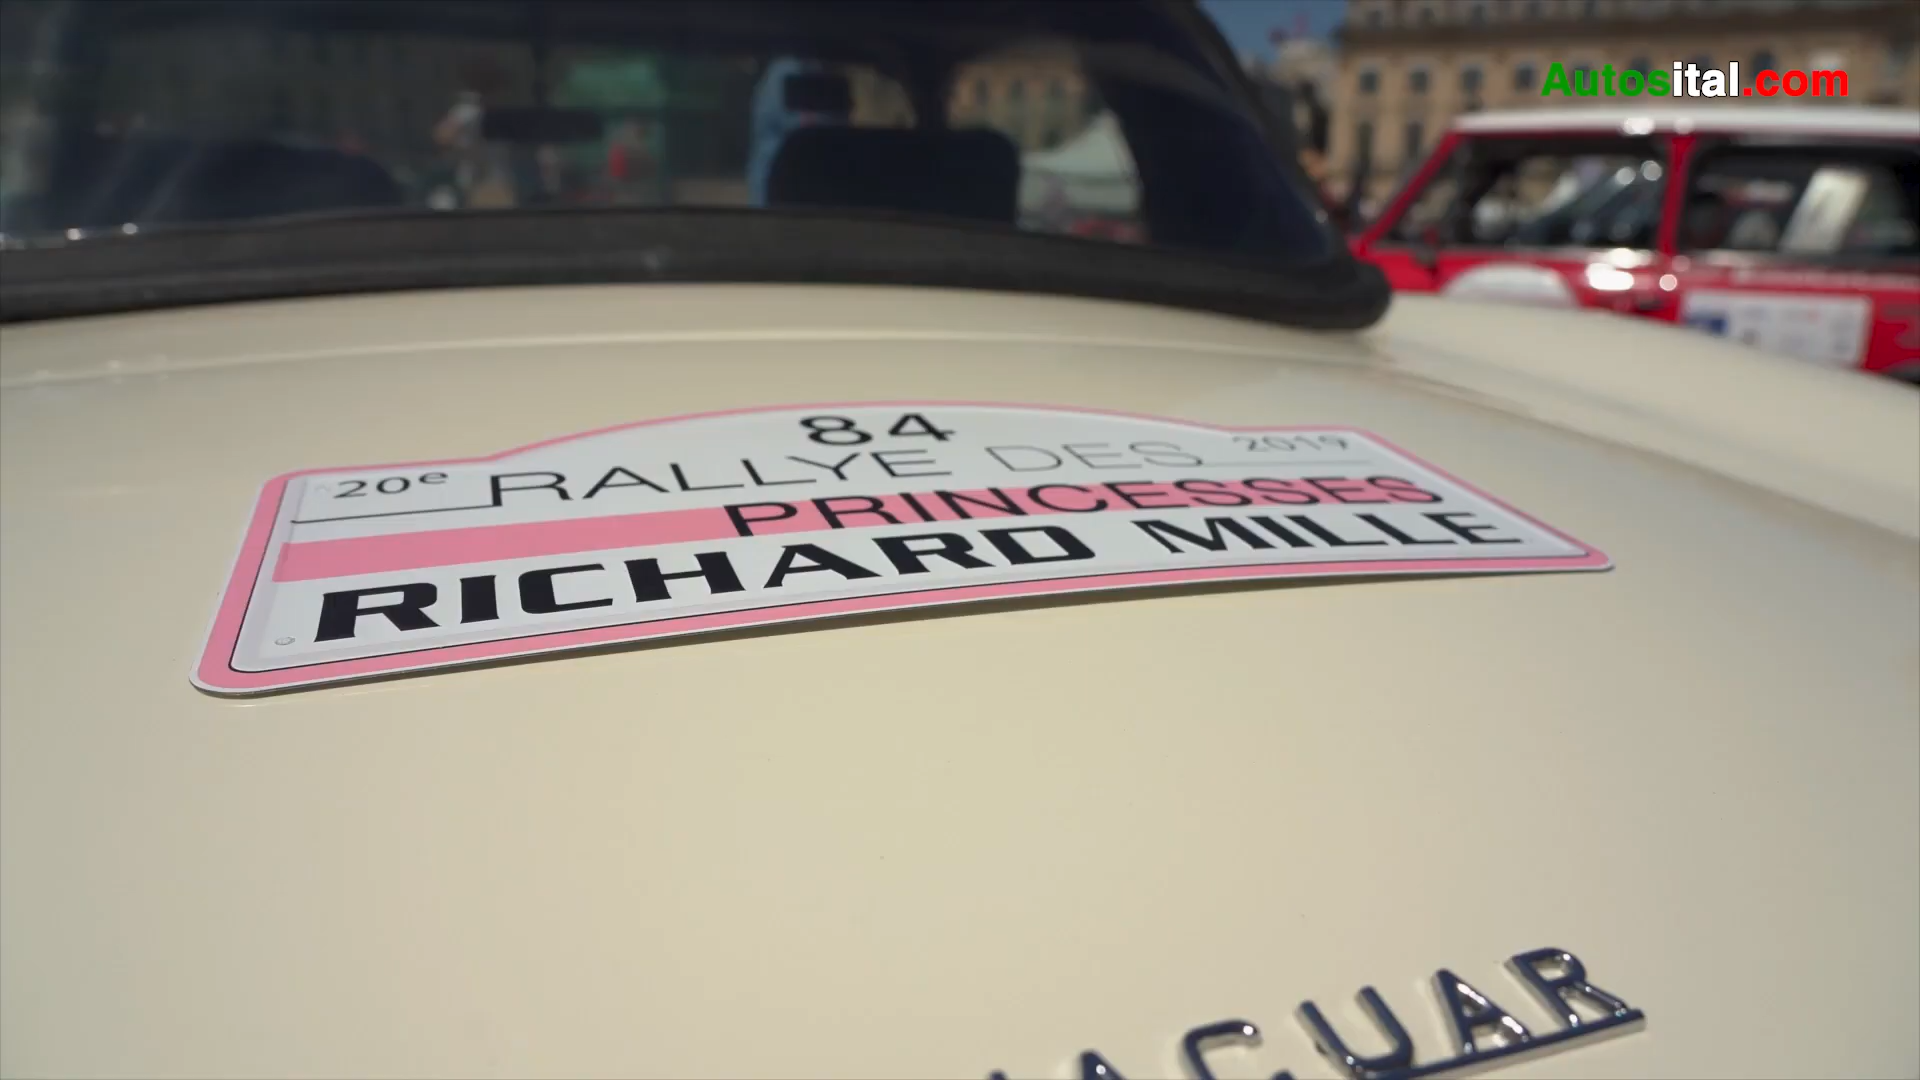 Autosital.com
84
20e RALLYE DES 2019
PRINCESSES
RICHARD MILLE
JAGUAR